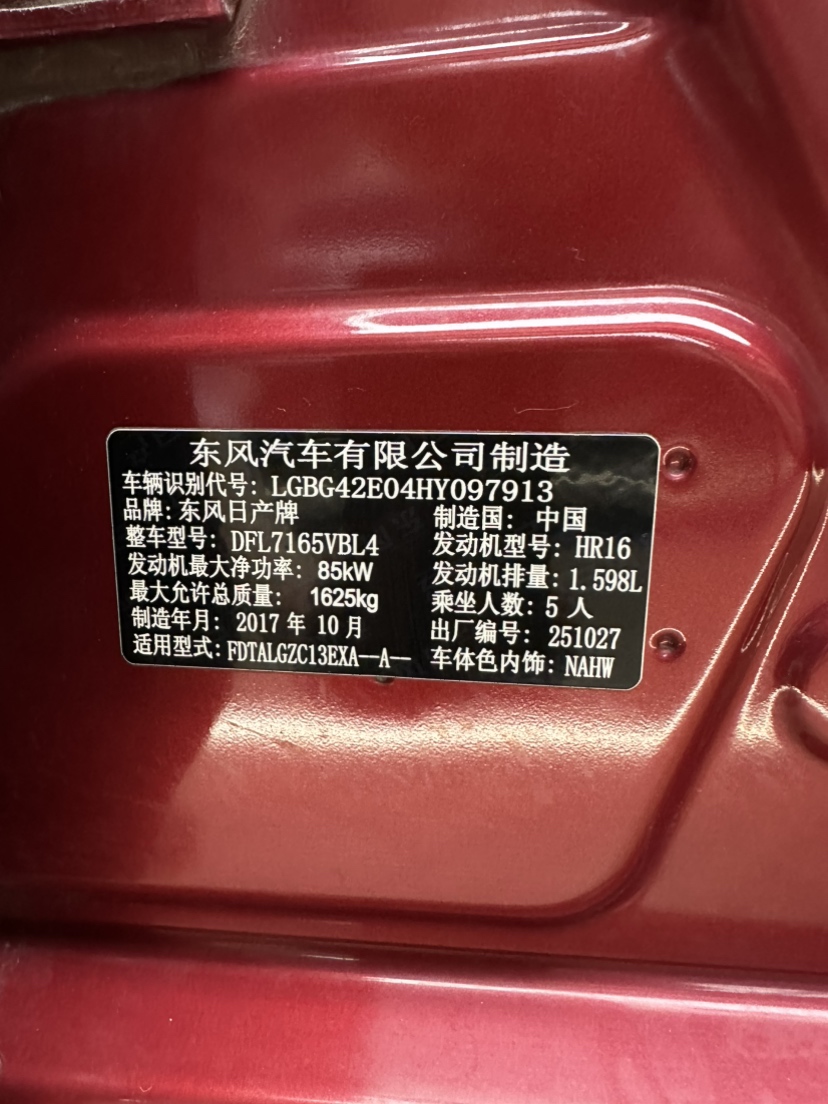 东风汽车有限公司制造
车辆识别代号: LGBG42E04HY097913
品牌: 东风日产牌 制造国: 中国
整车型号: DFL7165VBL4 发动机型号: HR16
发动机最大净功率: 85kW 发动机排量: 1.598L
最大允许总质量: 1625kg 乘坐人数: 5 人
制造年月: 2017 年 10 月 出厂编号: 251027
适用型式: FDTALGZC13EXA--A-- 车体色内饰: NAHW